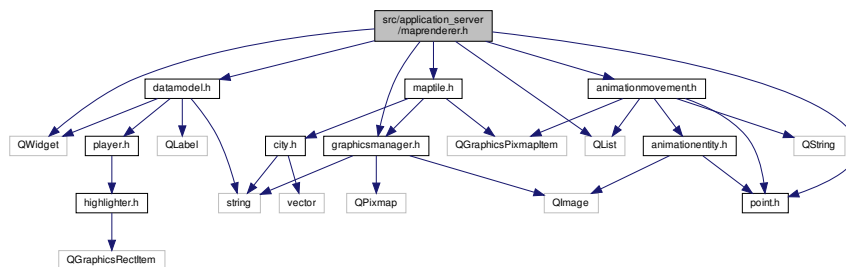 src/application_server
/maprenderer.h
datamodel.h
maptile.h
animationmovement.h
QWidget
player.h
QLabel
city.h
graphicsmanager.h
QGraphicsPixmapItem
QList
animationentity.h
QString
highlighter.h
string
vector
QPixmap
QImage
point.h
QGraphicsRectItem